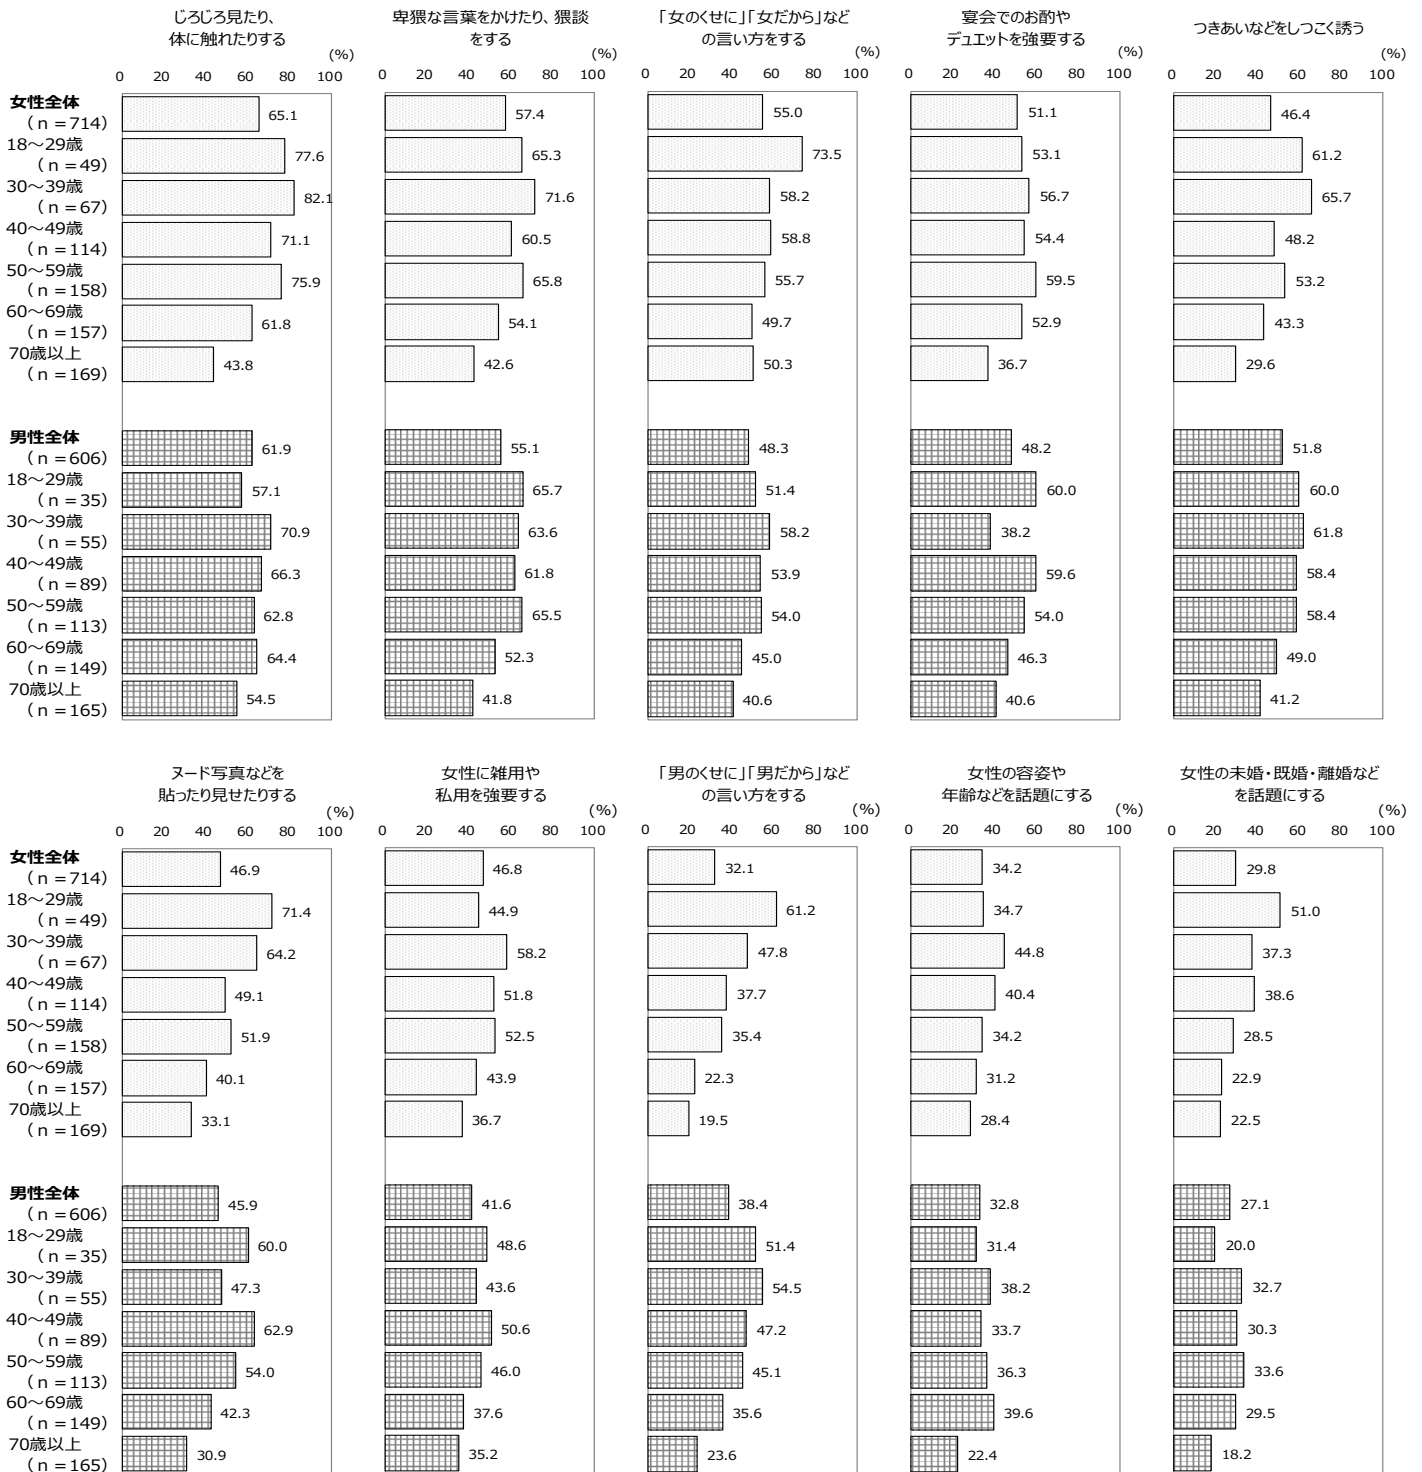 じろじろ見たり、
体に触れたりする
卑猥な言葉をかけたり、猥談
をする
「女のくせに」「女だから」など
の言い方をする
宴会でのお酌や
デュエットを強要する
つきあいなどをしつこく誘う
(%) (%) (%) (%) (%)
0 20 40 60 80 100 0 20 40 60 80 100 0 20 40 60 80 100 0 20 40 60 80 100 0 20 40 60 80 100
女性全体
（ｎ＝714） 65.1 57.4 55.0 51.1 46.4
18～29歳
（ｎ＝49） 77.6 65.3 73.5 53.1 61.2
30～39歳
（ｎ＝67） 82.1 71.6 58.2 56.7 65.7
40～49歳
（ｎ＝114） 71.1 60.5 58.8 54.4 48.2
50～59歳
（ｎ＝158） 75.9 65.8 55.7 59.5 53.2
60～69歳
（ｎ＝157） 61.8 54.1 49.7 52.9 43.3
70歳以上
（ｎ＝169） 43.8 42.6 50.3 36.7 29.6
男性全体
（ｎ＝606） 61.9 55.1 48.3 48.2 51.8
18～29歳
（ｎ＝35） 57.1 65.7 51.4 60.0 60.0
30～39歳
（ｎ＝55） 70.9 63.6 58.2 38.2 61.8
40～49歳
（ｎ＝89） 66.3 61.8 53.9 59.6 58.4
50～59歳
（ｎ＝113） 62.8 65.5 54.0 54.0 58.4
60～69歳
（ｎ＝149） 64.4 52.3 45.0 46.3 49.0
70歳以上
（ｎ＝165） 54.5 41.8 40.6 40.6 41.2
ヌード写真などを
貼ったり見せたりする
女性に雑用や
私用を強要する
「男のくせに」「男だから」など
の言い方をする
女性の容姿や
年齢などを話題にする
女性の未婚・既婚・離婚など
を話題にする
(%) (%) (%) (%) (%)
0 20 40 60 80 100 0 20 40 60 80 100 0 20 40 60 80 100 0 20 40 60 80 100 0 20 40 60 80 100
女性全体
（ｎ＝714） 46.9 46.8 32.1 34.2 29.8
18～29歳
（ｎ＝49） 71.4 44.9 61.2 34.7 51.0
30～39歳
（ｎ＝67） 64.2 58.2 47.8 44.8 37.3
40～49歳
（ｎ＝114） 49.1 51.8 37.7 40.4 38.6
50～59歳
（ｎ＝158） 51.9 52.5 35.4 34.2 28.5
60～69歳
（ｎ＝157） 40.1 43.9 22.3 31.2 22.9
70歳以上
（ｎ＝169） 33.1 36.7 19.5 28.4 22.5
男性全体
（ｎ＝606） 45.9 41.6 38.4 32.8 27.1
18～29歳
（ｎ＝35） 60.0 48.6 51.4 31.4 20.0
30～39歳
（ｎ＝55） 47.3 43.6 54.5 38.2 32.7
40～49歳
（ｎ＝89） 62.9 50.6 47.2 33.7 30.3
50～59歳
（ｎ＝113） 54.0 46.0 45.1 36.3 33.6
60～69歳
（ｎ＝149） 42.3 37.6 35.6 39.6 29.5
70歳以上
（ｎ＝165） 30.9 35.2 23.6 22.4 18.2